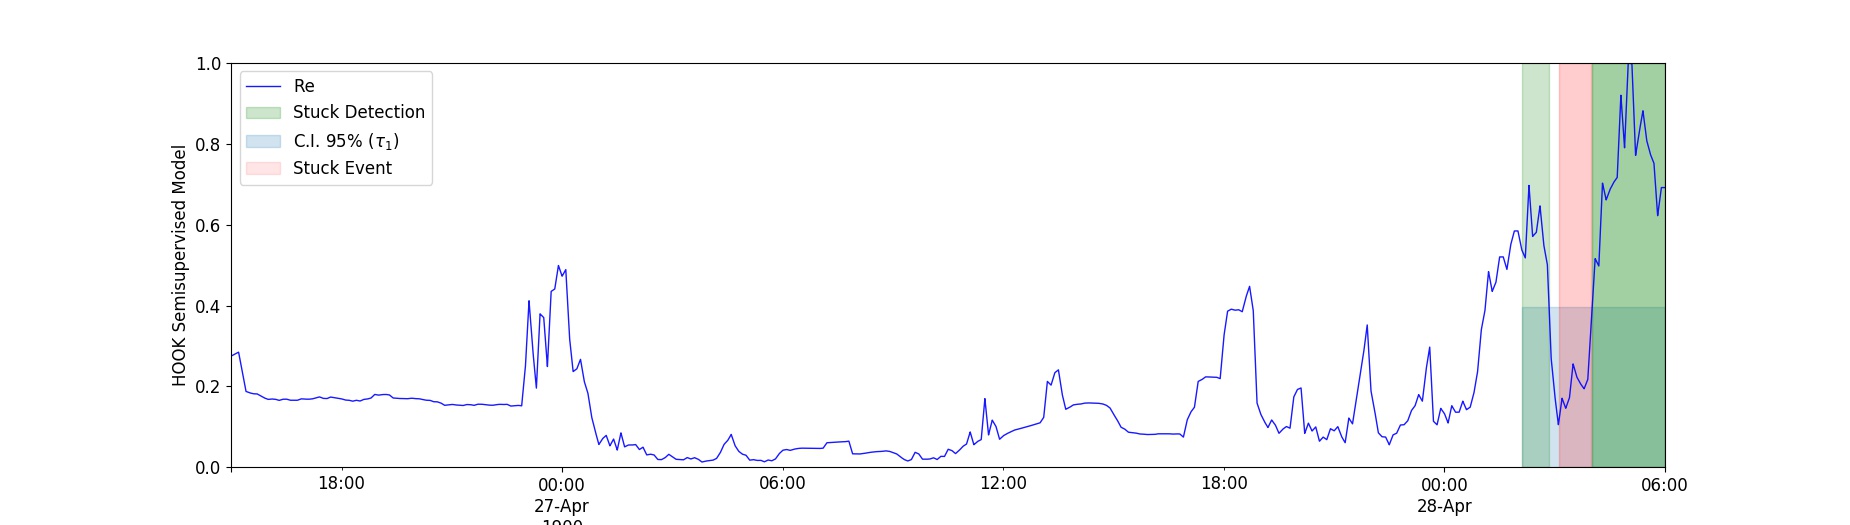 HOOK Semisupervised Model
1.0
0.8
0.6
0.4
0.2
0.0
Re
Stuck Detection
C.I. 95% (τ₁)
Stuck Event
18:00
00:00
06:00
12:00
18:00
00:00
06:00
27-Apr
28-Apr
1900